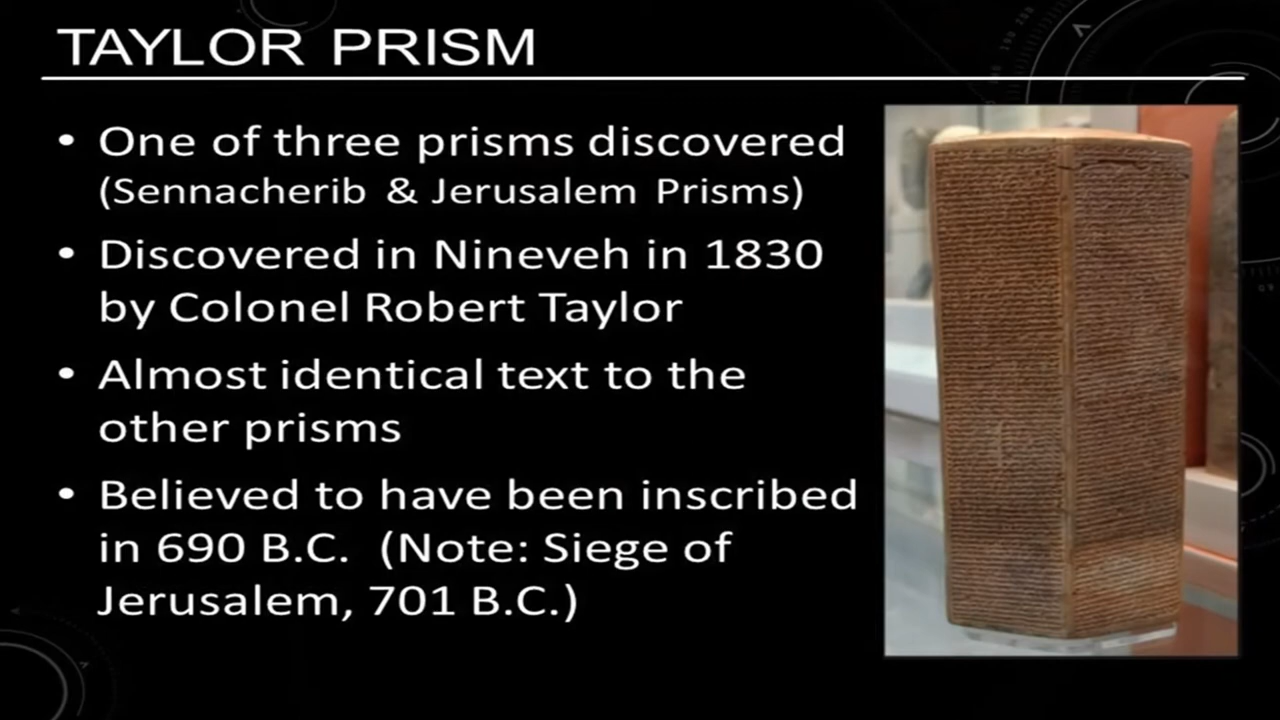 TAYLOR PRISM
• One of three prisms discovered
(Sennacherib & Jerusalem Prisms)
• Discovered in Nineveh in 1830
by Colonel Robert Taylor
• Almost identical text to the
other prisms
• Believed to have been inscribed
in 690 B.C. (Note: Siege of
Jerusalem, 701 B.C.)